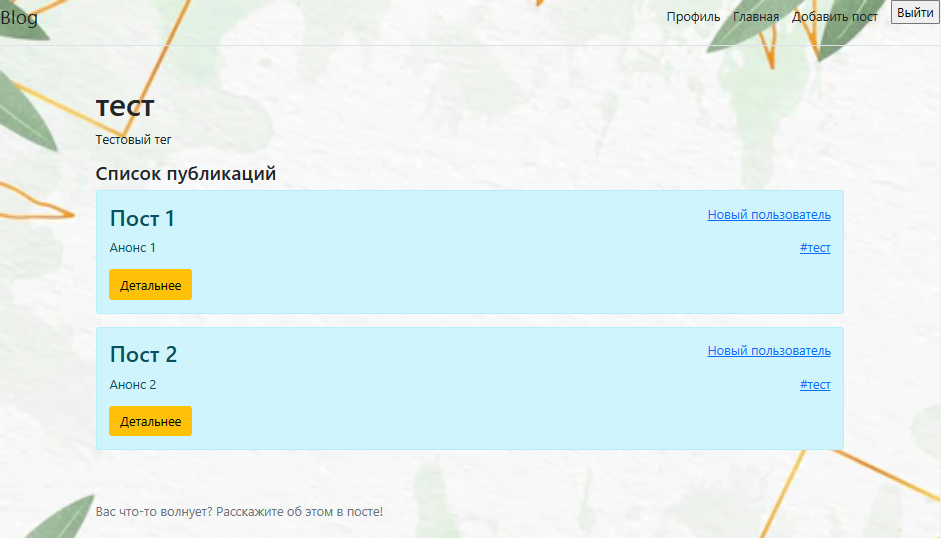 Blog Профиль Главная Добавить пост Выйти
тест
Тестовый тег
Список публикаций
Пост 1 Новый пользователь
Анонс 1 #тест
Детальнее
Пост 2 Новый пользователь
Анонс 2 #тест
Детальнее
Вас что-то волнует? Расскажите об этом в посте!